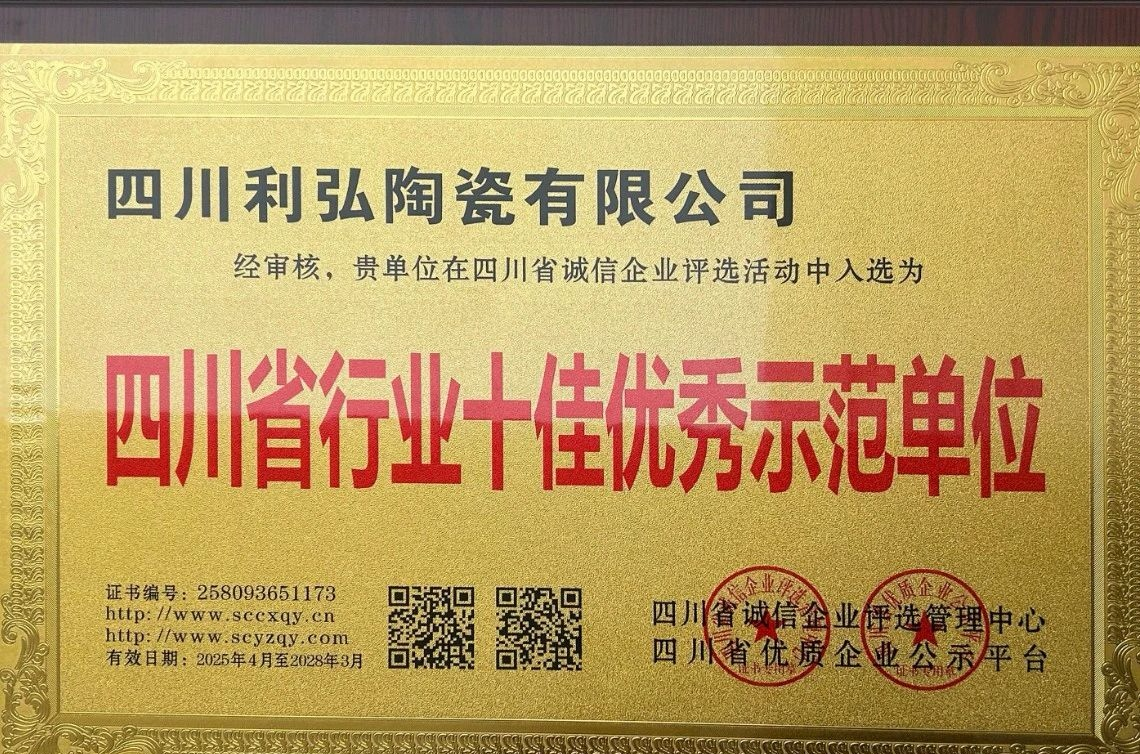 四川利弘陶瓷有限公司
经审核，贵单位在四川省诚信企业评选活动中入选为
四川省行业十佳优秀示范单位
证书编号：258093651173
http://www.sccxqy.cn
http://www.scyzqy.com
有效日期：2025年4月至2028年3月
四川省诚信企业评选管理中心
四川省优质企业公示平台
证书专用章